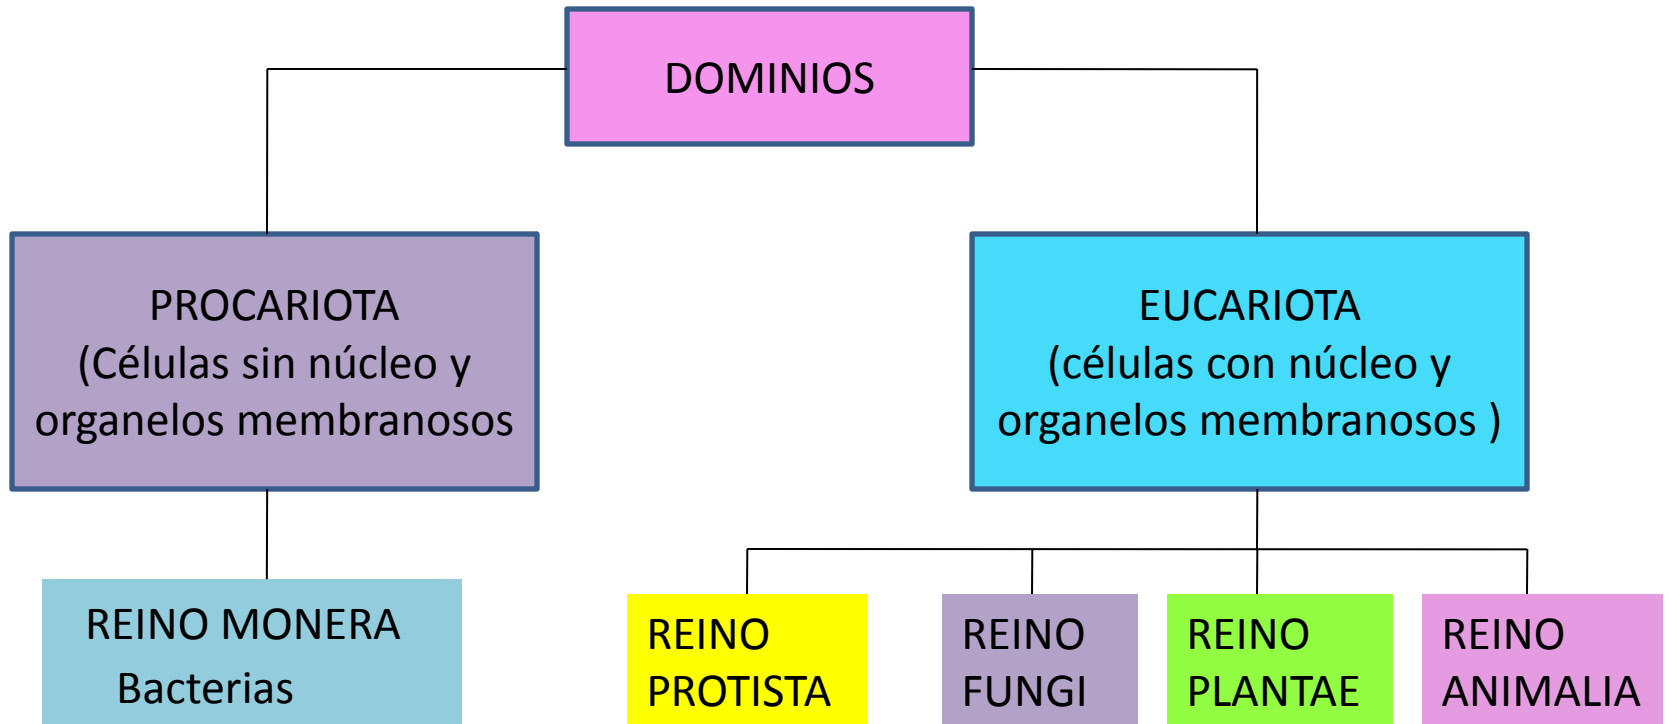 DOMINIOS
PROCARIOTA
(Células sin núcleo y
organelos membranosos
EUCARIOTA
(células con núcleo y
organelos membranosos )
REINO MONERA
Bacterias
REINO
PROTISTA
REINO
FUNGI
REINO
PLANTAE
REINO
ANIMALIA